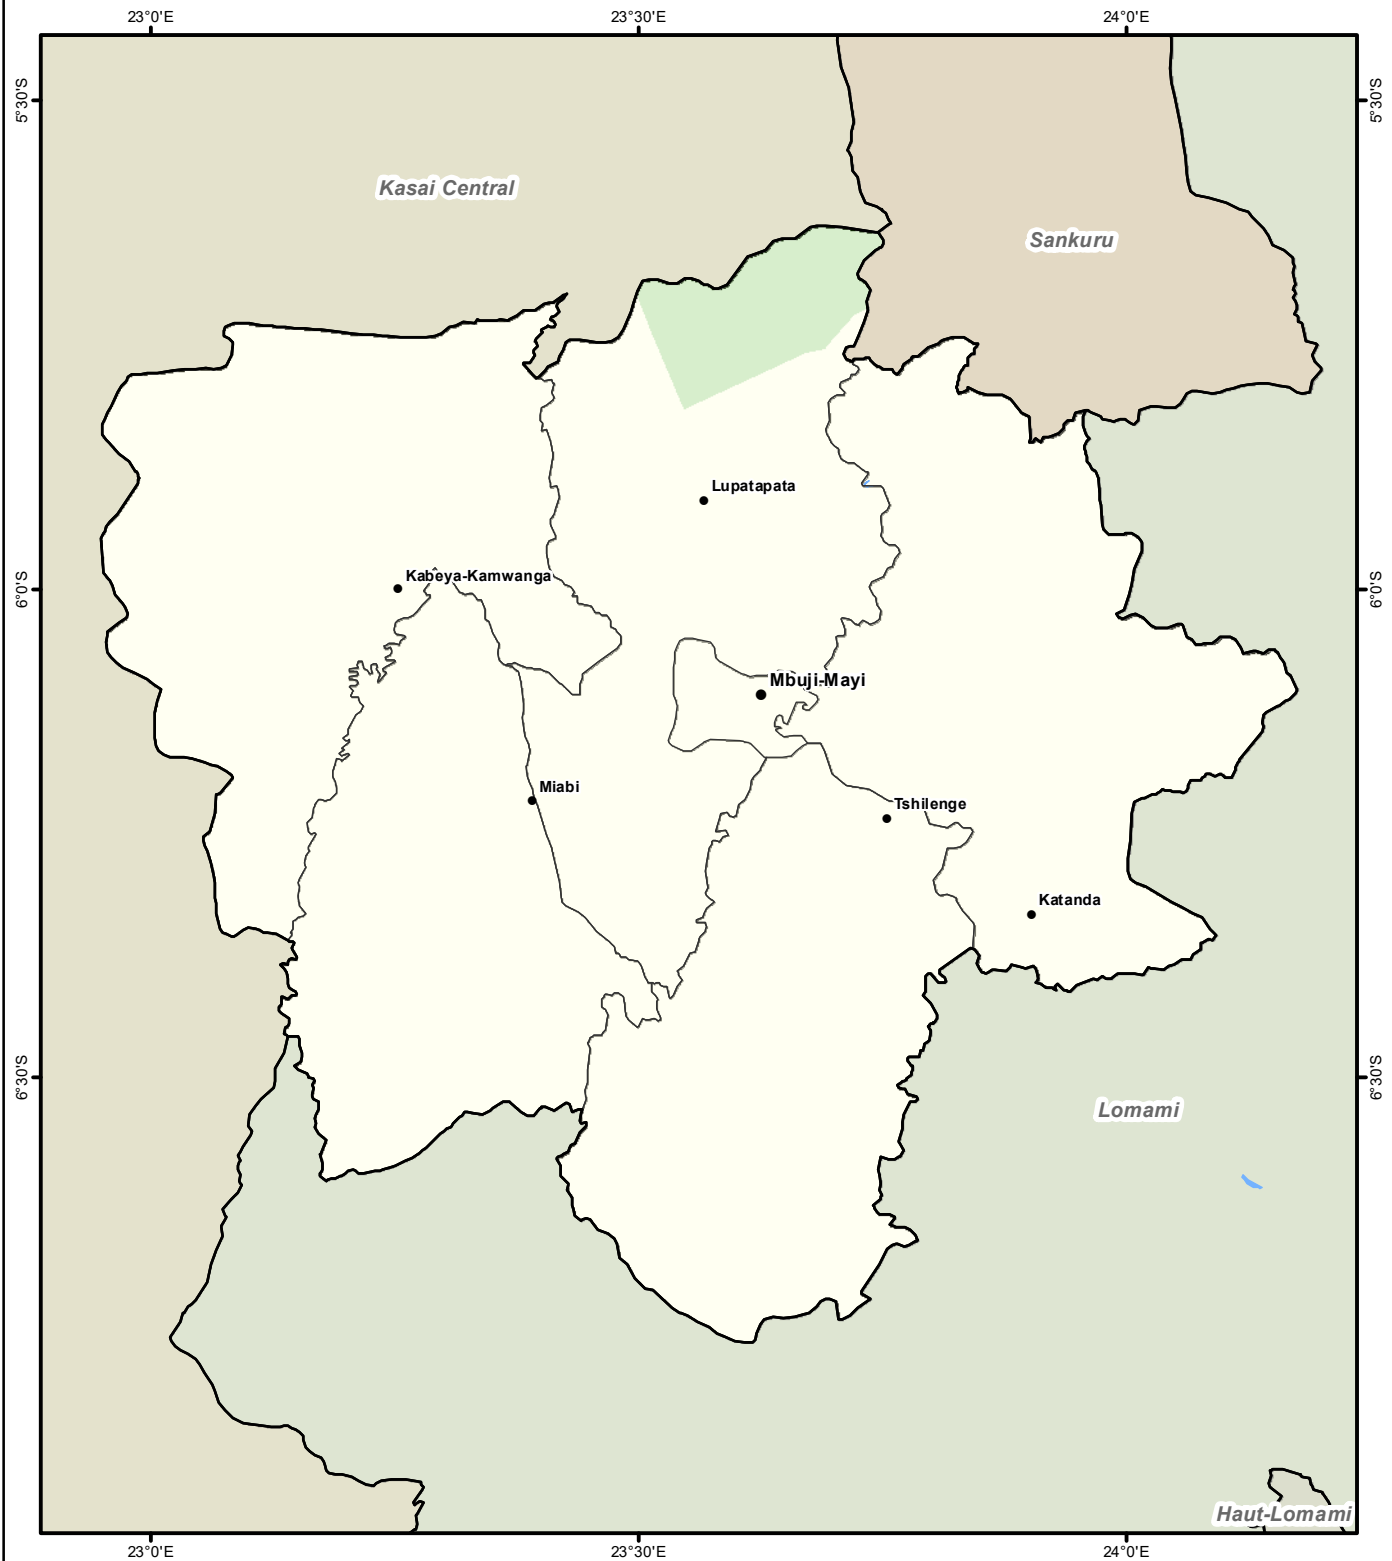 23°0'E 23°30'E 24°0'E
5°30'S 5°30'S
Kasai Central
Sankuru
Lupatapata
Kabeya-Kamwanga
6°0'S 6°0'S
Mbuji-Mayi
Miabi
Tshilenge
Katanda
6°30'S 6°30'S
Lomami
Haut-Lomami
23°0'E 23°30'E 24°0'E